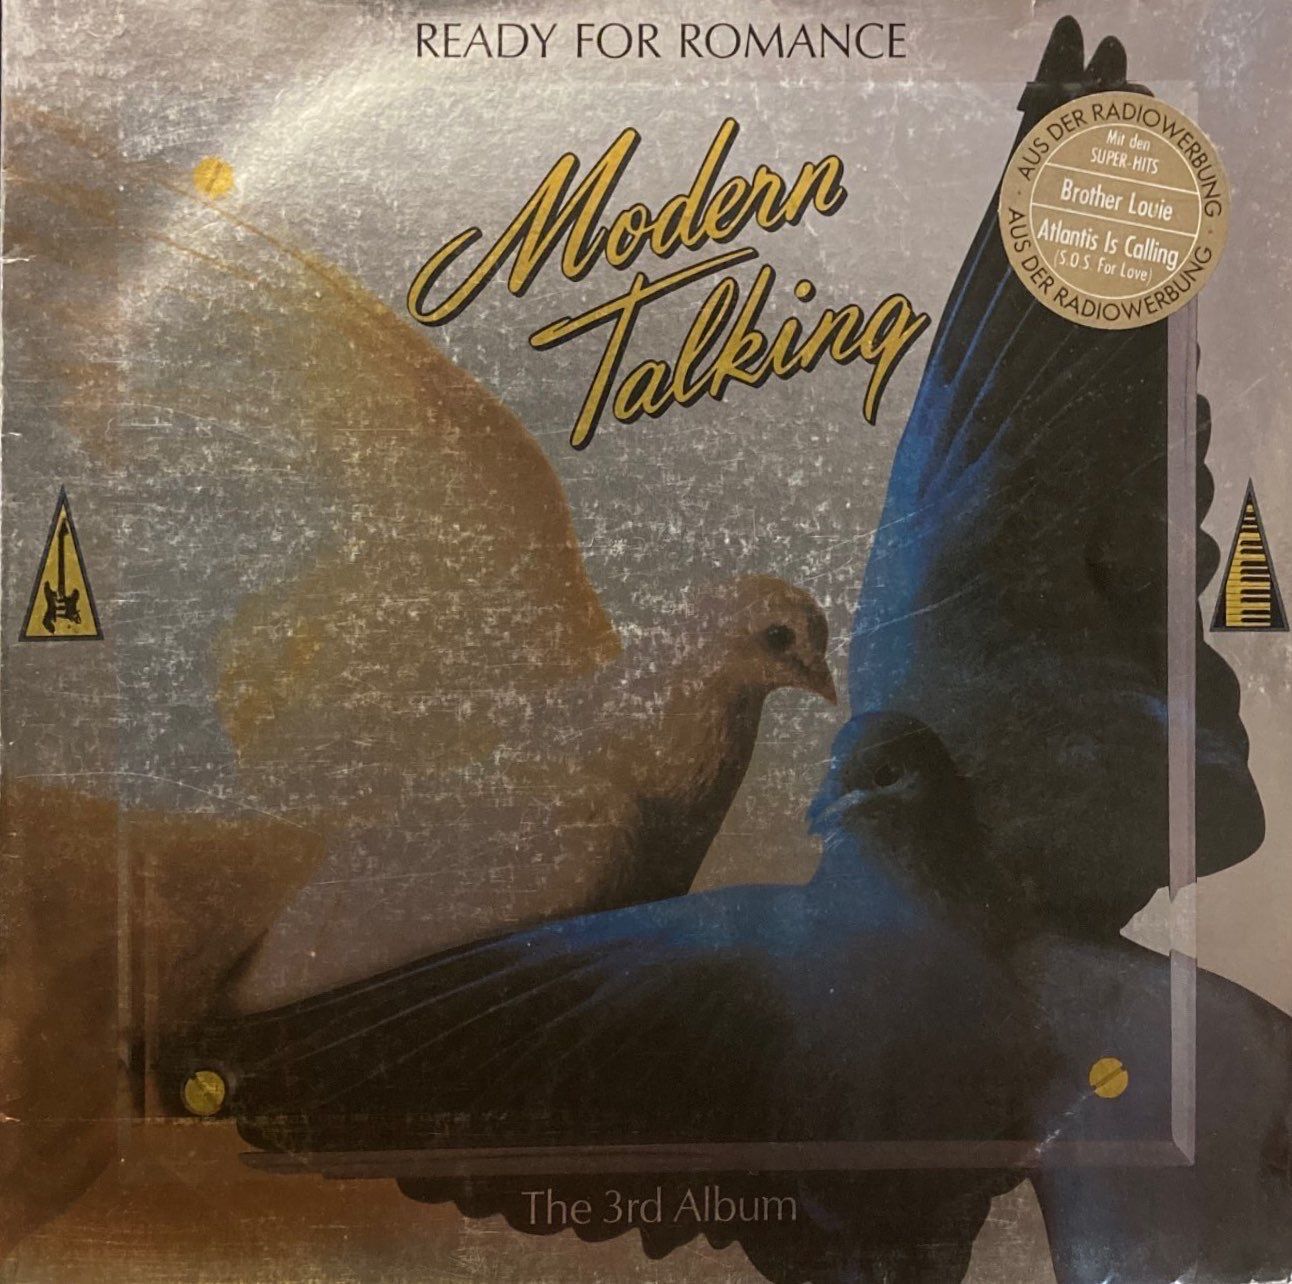 READY FOR ROMANCE
Modern
Talking
AUS DER RADIOWERBUNG ·
Mit den
SUPER-HITS
Brother Louie
Atlantis Is Calling
(S.O.S. For Love)
AUS DER RADIOWERBUNG ·
The 3rd Album